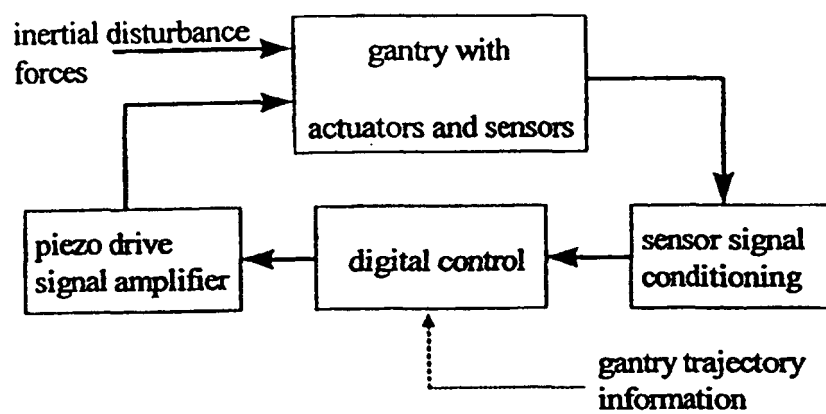 inertial disturbance
forces
gantry with
actuators and sensors
piezo drive
signal amplifier
digital control
sensor signal
conditioning
gantry trajectory
information